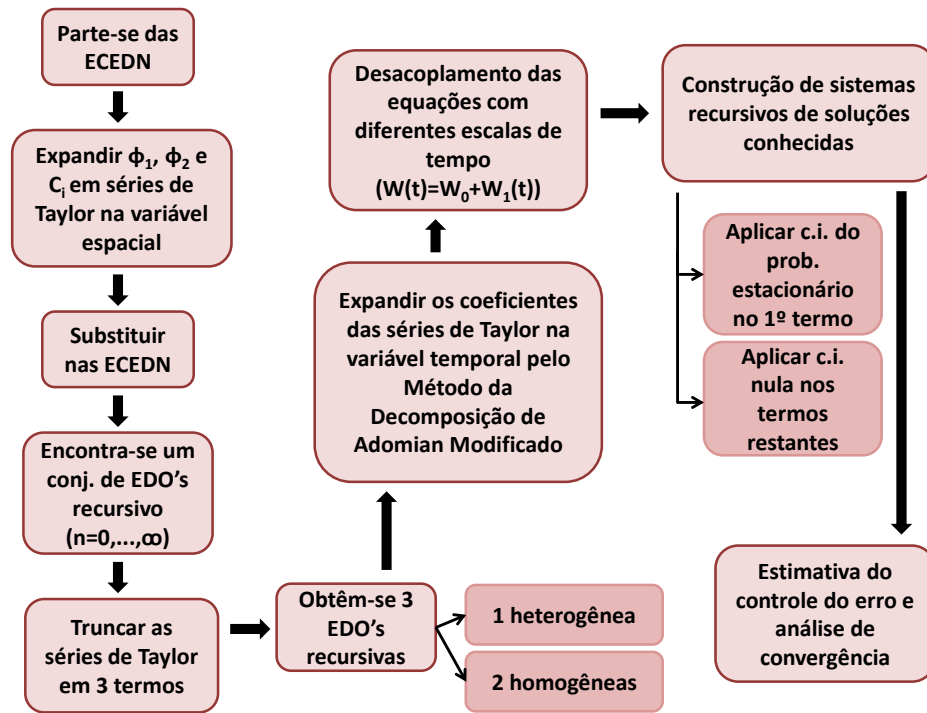 Parte-se das
ECEDN
Expandir ϕ₁, ϕ₂ e
Cᵢ em séries de
Taylor na variável
espacial
Substituir
nas ECEDN
Encontra-se um
conj. de EDO’s
recursivo
(n=0,...,∞)
Truncar as
séries de Taylor
em 3 termos
Obtêm-se 3
EDO’s
recursivas
1 heterogênea
2 homogêneas
Expandir os coeficientes
das séries de Taylor na
variável temporal pelo
Método da
Decomposição de
Adomian Modificado
Desacoplamento das
equações com
diferentes escalas de
tempo
(W(t)=W₀+W₁(t))
Construção de sistemas
recursivos de soluções
conhecidas
Aplicar c.i. do
prob.
estacionário
no 1º termo
Aplicar c.i.
nula nos
termos
restantes
Estimativa do
controle do erro e
análise de
convergência